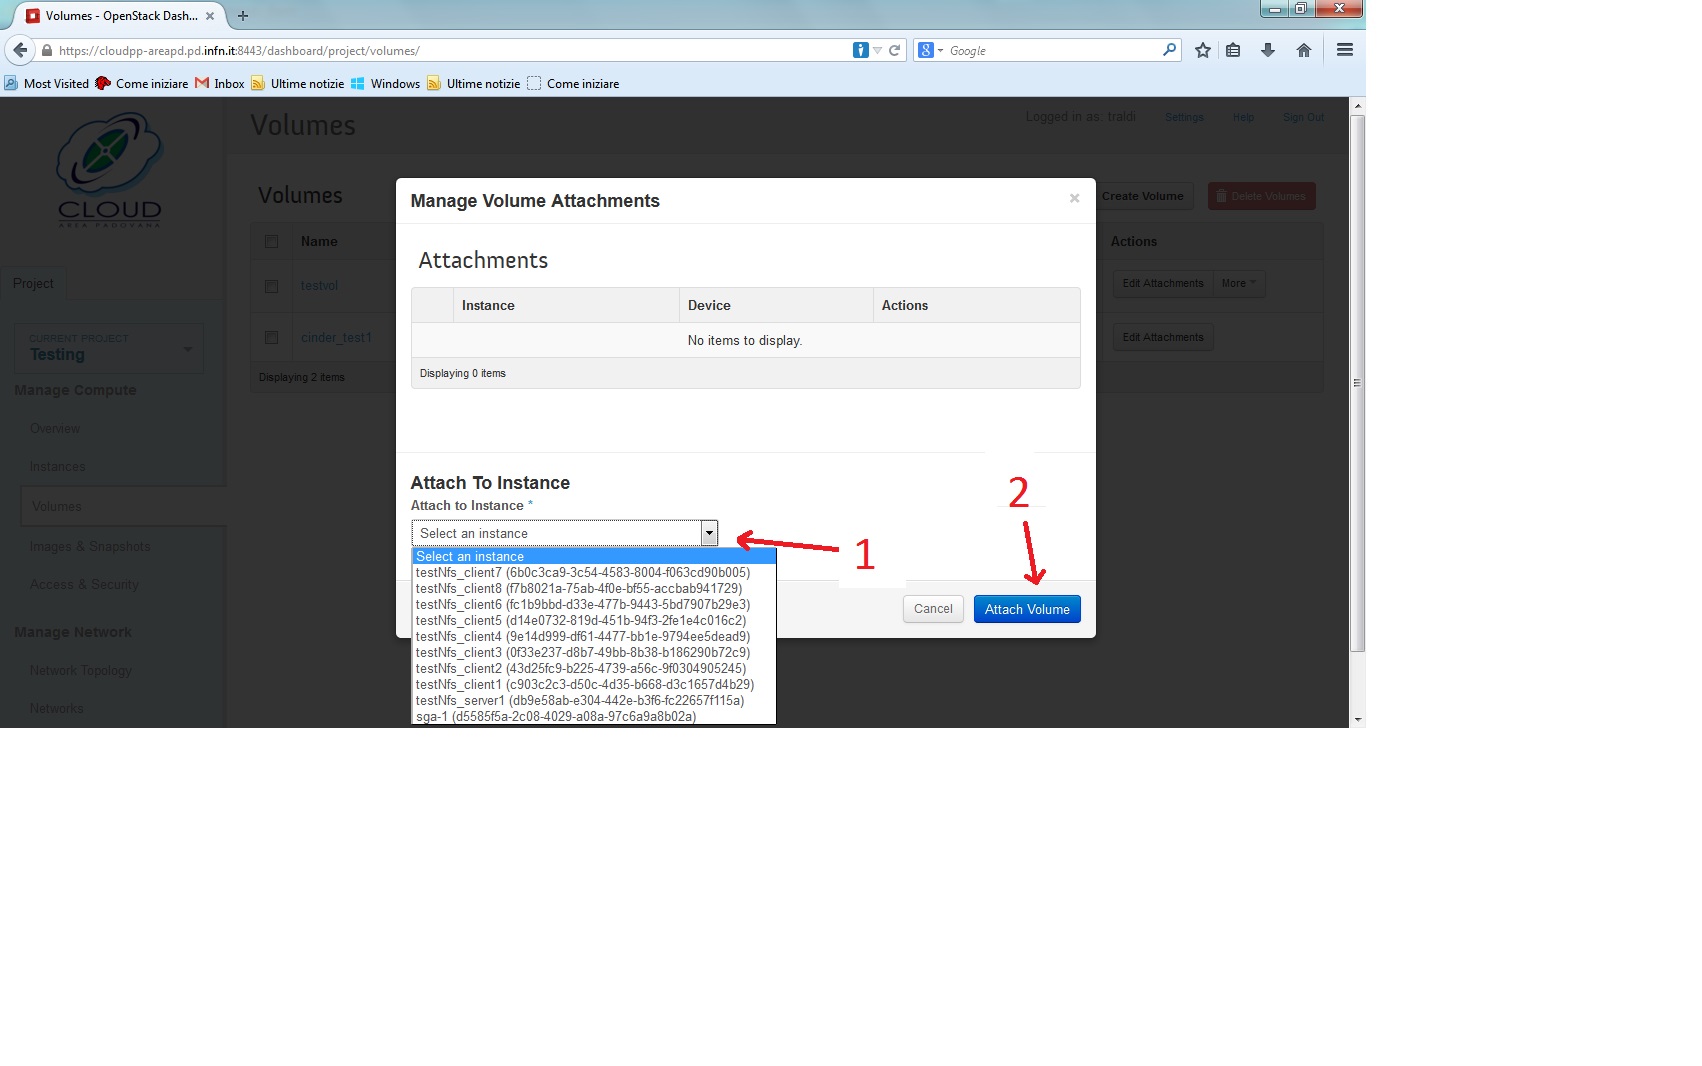 Volumes - OpenStack Dash...
https://cloudpp-areapd.pd.infn.it:8443/dashboard/project/volumes/
Google
Most Visited Come iniziare Inbox Ultime notizie Windows Ultime notizie Come iniziare
Volumes
Logged in as: traldi Settings Help Sign Out
CLOUD
AREA PADOVANA
Project
CURRENT PROJECT
Testing
Manage Compute
Overview
Instances
Volumes
Images & Snapshots
Access & Security
Manage Network
Network Topology
Networks
Volumes
Create Volume Delete Volumes
Name Actions
testvol Edit Attachments More
cinder_test1 Edit Attachments
Displaying 2 items
Manage Volume Attachments
Attachments
Instance Device Actions
No items to display.
Displaying 0 items
Attach To Instance
Attach to Instance *
Select an instance
1
2
Select an instance
testNfs_client7 (6b0c3ca9-3c54-4583-8004-f063cd90b005)
testNfs_client8 (f7b8021a-75ab-4f0e-bf55-accbab941729)
testNfs_client6 (fc1b9bbd-d33e-477b-9443-5bd7907b29e3)
testNfs_client5 (d14e0732-819d-451b-94f3-2fe1e4c016c2)
testNfs_client4 (9e14d999-df61-4477-bb1e-9794ee5dead9)
testNfs_client3 (0f33e237-d8b7-49bb-8b38-b186290b72c9)
testNfs_client2 (43d25fc9-b225-4739-a56c-9f0304905245)
testNfs_client1 (c903c2c3-d50c-4d35-b668-d3c1657d4b29)
testNfs_server1 (db9e58ab-e304-442e-b3f6-fc22657f115a)
sga-1 (d5585f5a-2c08-4029-a08a-97c6a9a8b02a)
Cancel Attach Volume